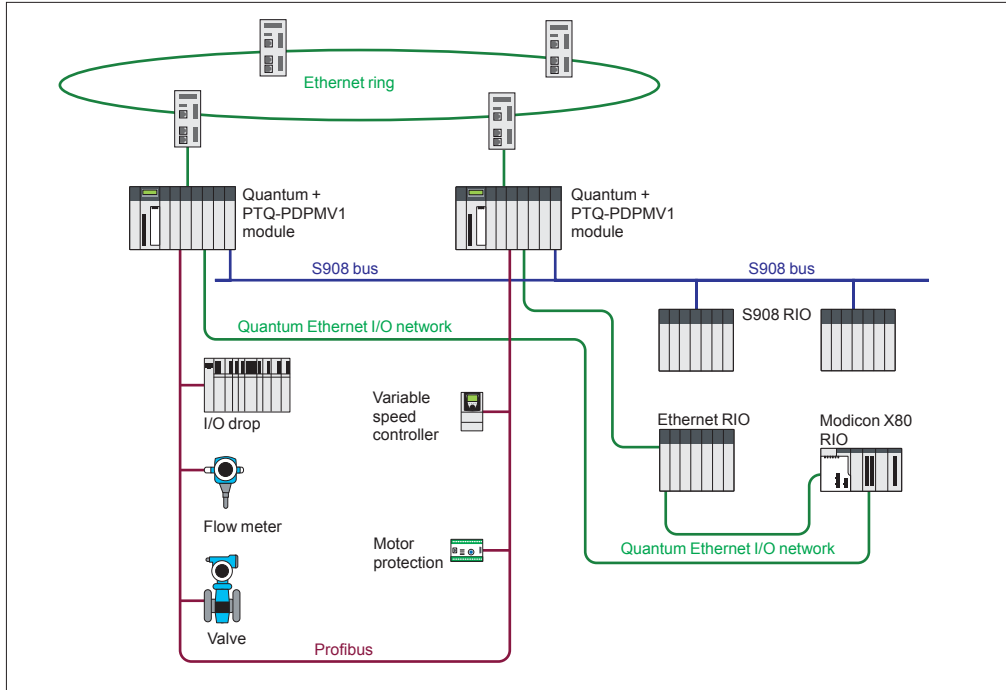 Ethernet ring
Quantum +
PTQ-PDPMV1
module
Quantum +
PTQ-PDPMV1
module
S908 bus
S908 bus
Quantum Ethernet I/O network
S908 RIO
I/O drop
Variable
speed
controller
Ethernet RIO
Modicon X80
RIO
Flow meter
Motor
protection
Quantum Ethernet I/O network
Valve
Profibus